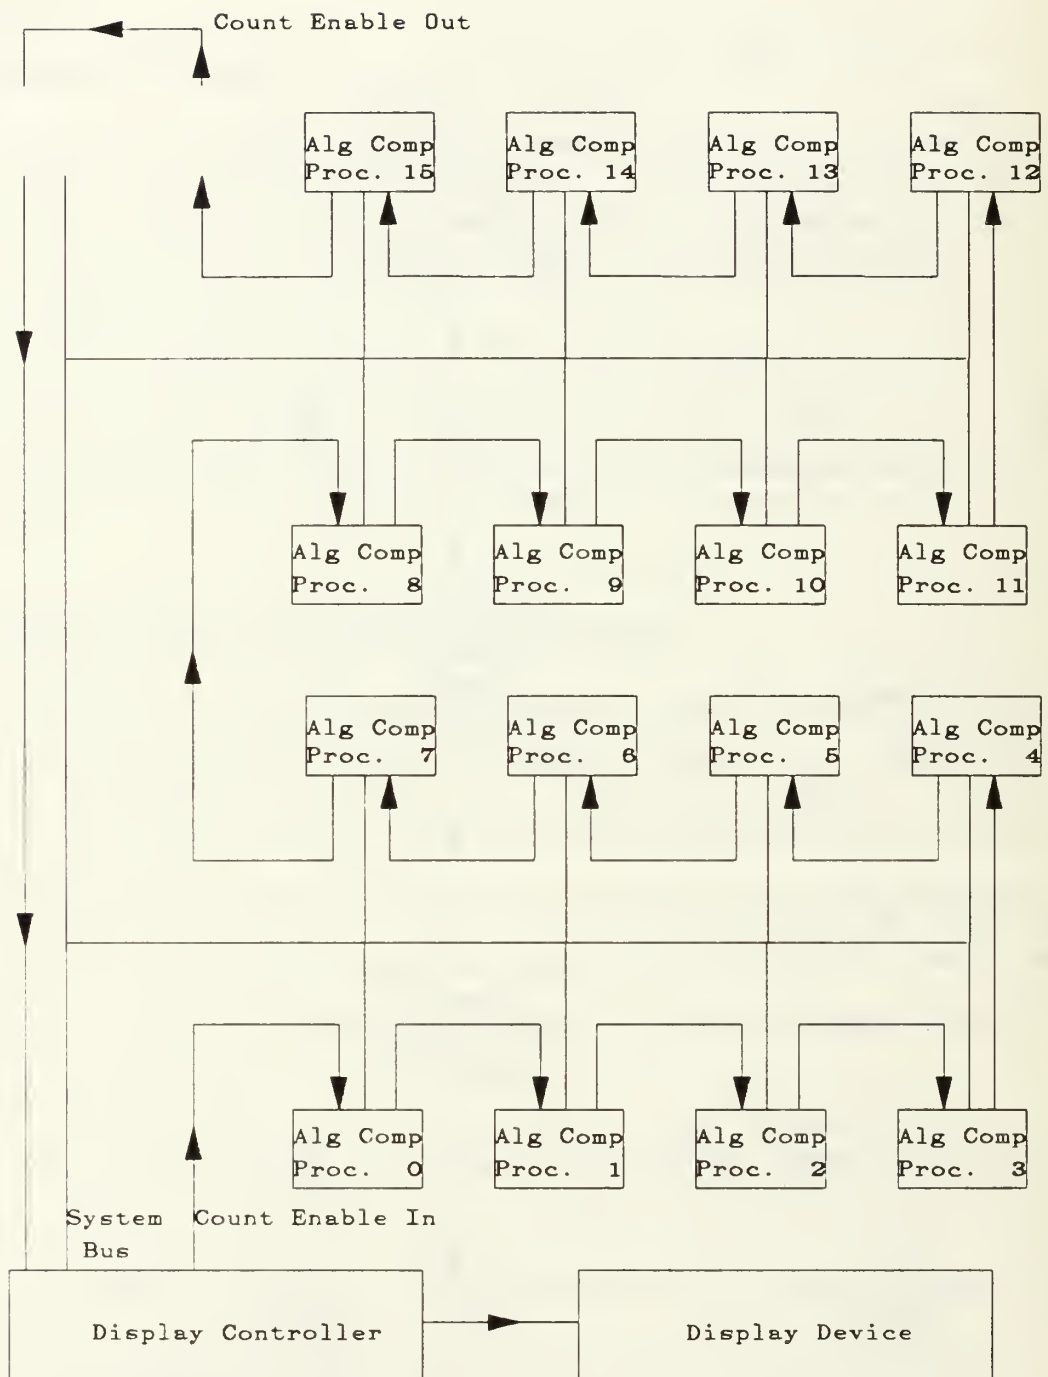 Count Enable Out
Alg Comp
Proc. 15
Alg Comp
Proc. 14
Alg Comp
Proc. 13
Alg Comp
Proc. 12
Alg Comp
Proc. 8
Alg Comp
Proc. 9
Alg Comp
Proc. 10
Alg Comp
Proc. 11
Alg Comp
Proc. 7
Alg Comp
Proc. 6
Alg Comp
Proc. 5
Alg Comp
Proc. 4
Alg Comp
Proc. 0
Alg Comp
Proc. 1
Alg Comp
Proc. 2
Alg Comp
Proc. 3
System
Bus
Count Enable In
Display Controller
Display Device